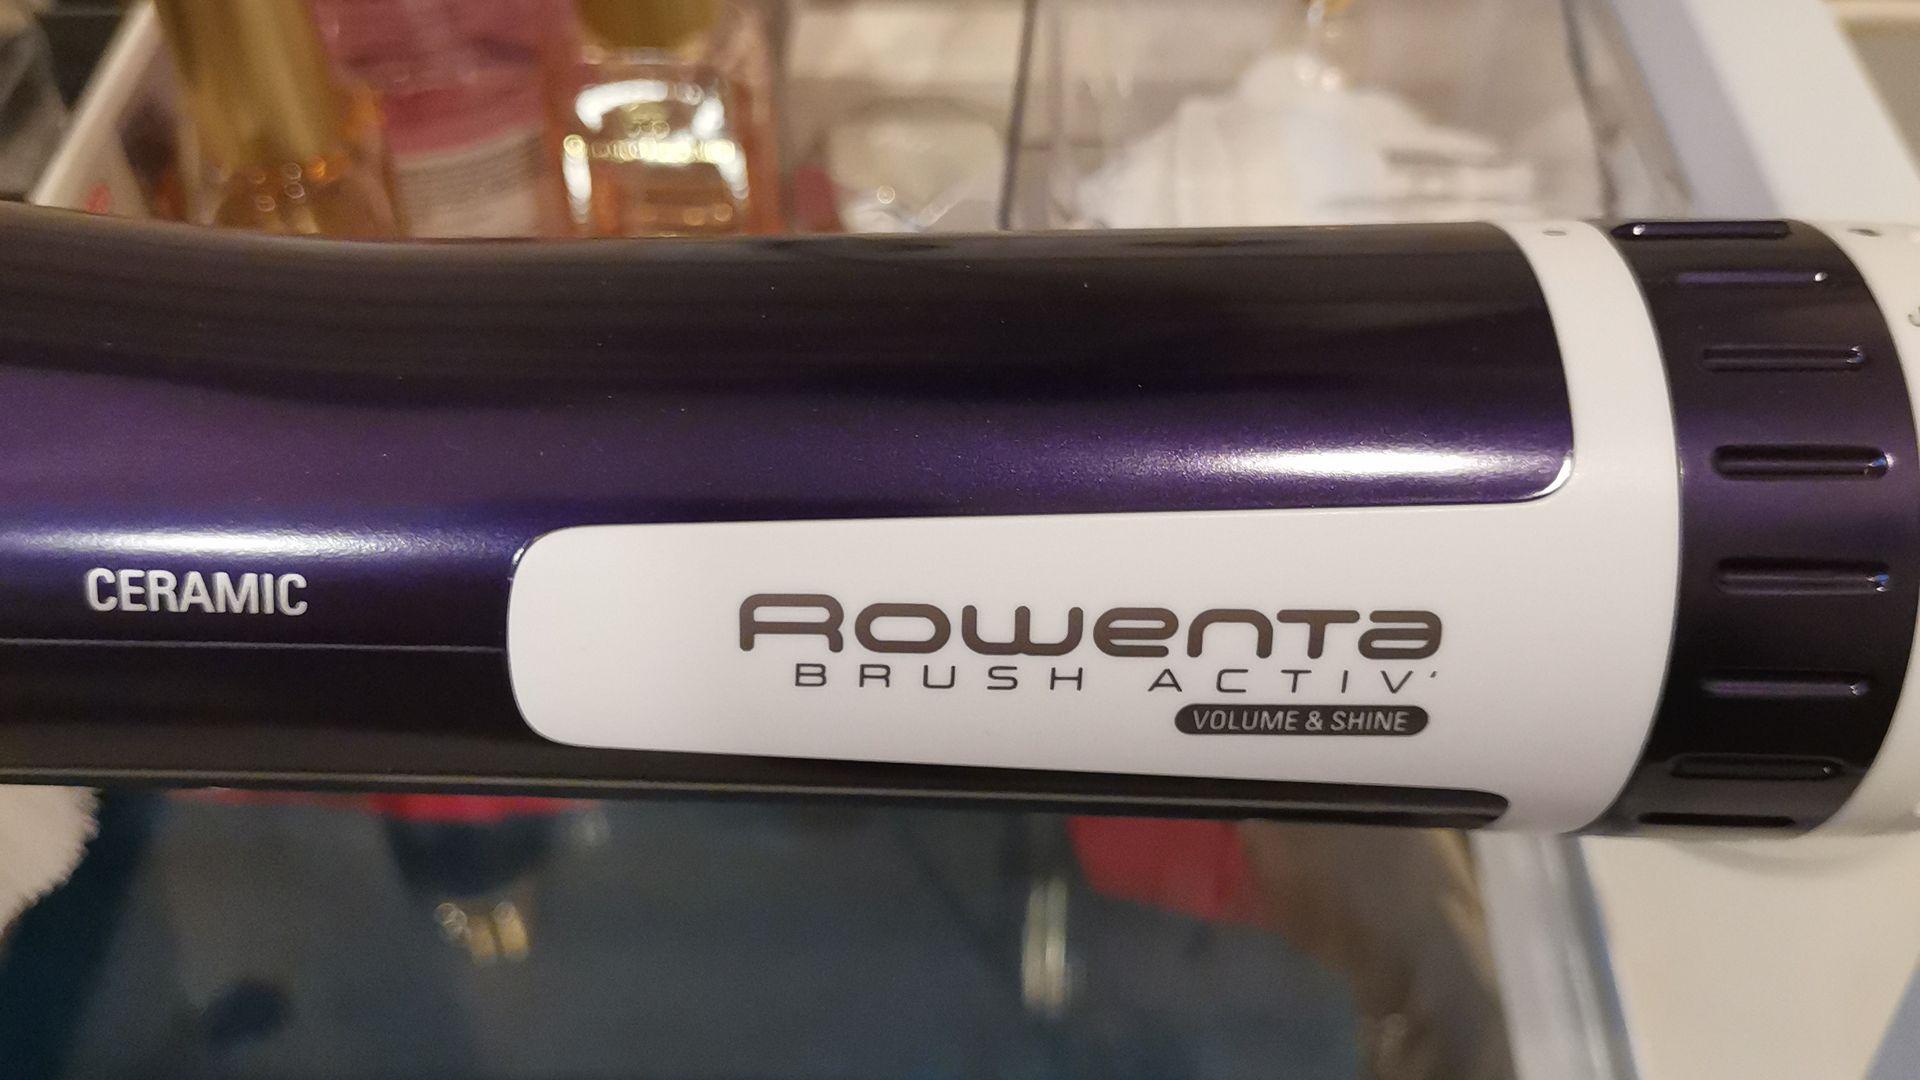 CERAMIC
Rowenta
BRUSH ACTIV'
VOLUME & SHINE